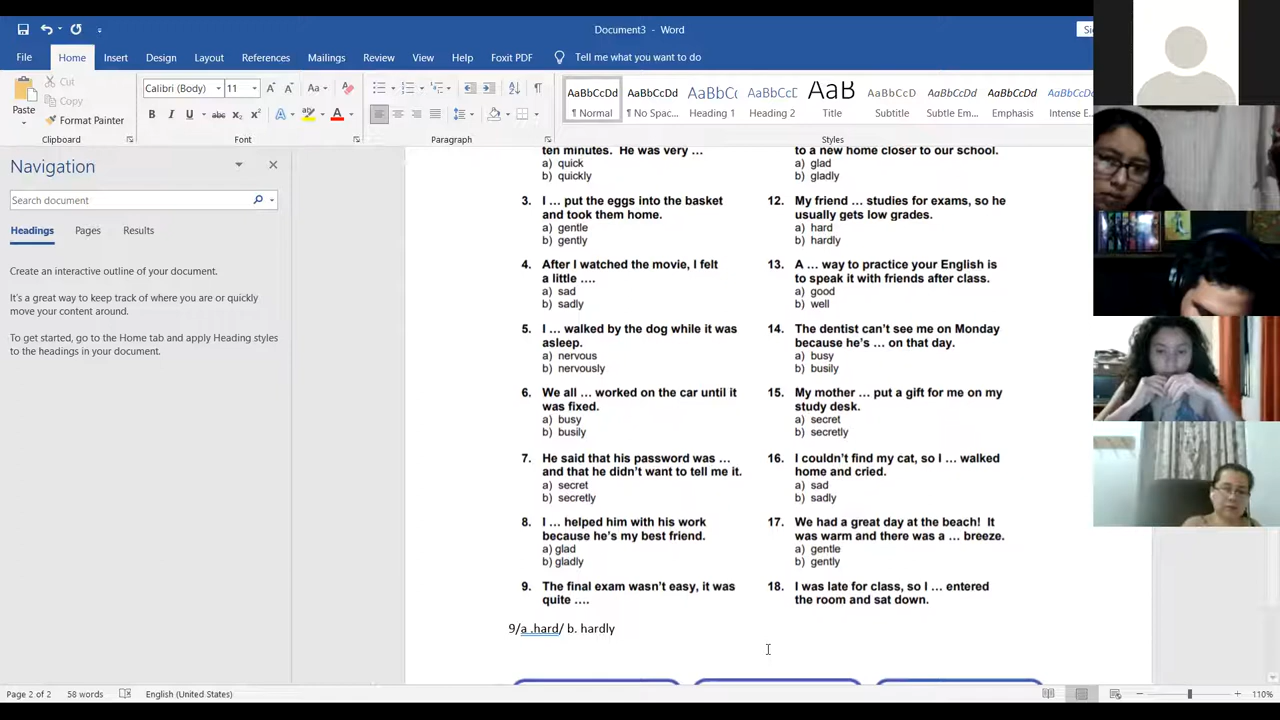 Document3 - Word
File Home Insert Design Layout References Mailings Review View Help Foxit PDF Tell me what you want to do
Paste
Cut
Copy
Format Painter
Clipboard
Calibri (Body) 11
Font
Paragraph
AaBbCcDd AaBbCcDd AaBbCc AaBbCcD AaB AaBbCcD AaBbCcDd AaBbCcDd AaBbCcDd
¶ Normal ¶ No Spac... Heading 1 Heading 2 Title Subtitle Subtle Em... Emphasis Intense E...
Styles
Navigation
Search document
Headings Pages Results
Create an interactive outline of your document.
It's a great way to keep track of where you are or quickly
move your content around.
To get started, go to the Home tab and apply Heading styles
to the headings in your document.
ten minutes. He was very ...
a) quick
b) quickly
3. I ... put the eggs into the basket
and took them home.
a) gentle
b) gently
4. After I watched the movie, I felt
a little ....
a) sad
b) sadly
5. I ... walked by the dog while it was
asleep.
a) nervous
b) nervously
6. We all ... worked on the car until it
was fixed.
a) busy
b) busily
7. He said that his password was ...
and that he didn't want to tell me it.
a) secret
b) secretly
8. I ... helped him with his work
because he's my best friend.
a) glad
b) gladly
9. The final exam wasn't easy, it was
quite ....
9/a .hard/ b. hardly
to a new home closer to our school.
a) glad
b) gladly
12. My friend ... studies for exams, so he
usually gets low grades.
a) hard
b) hardly
13. A ... way to practice your English is
to speak it with friends after class.
a) good
b) well
14. The dentist can't see me on Monday
because he's ... on that day.
a) busy
b) busily
15. My mother ... put a gift for me on my
study desk.
a) secret
b) secretly
16. I couldn't find my cat, so I ... walked
home and cried.
a) sad
b) sadly
17. We had a great day at the beach! It
was warm and there was a ... breeze.
a) gentle
b) gently
18. I was late for class, so I ... entered
the room and sat down.
Page 2 of 2 58 words English (United States) 110%